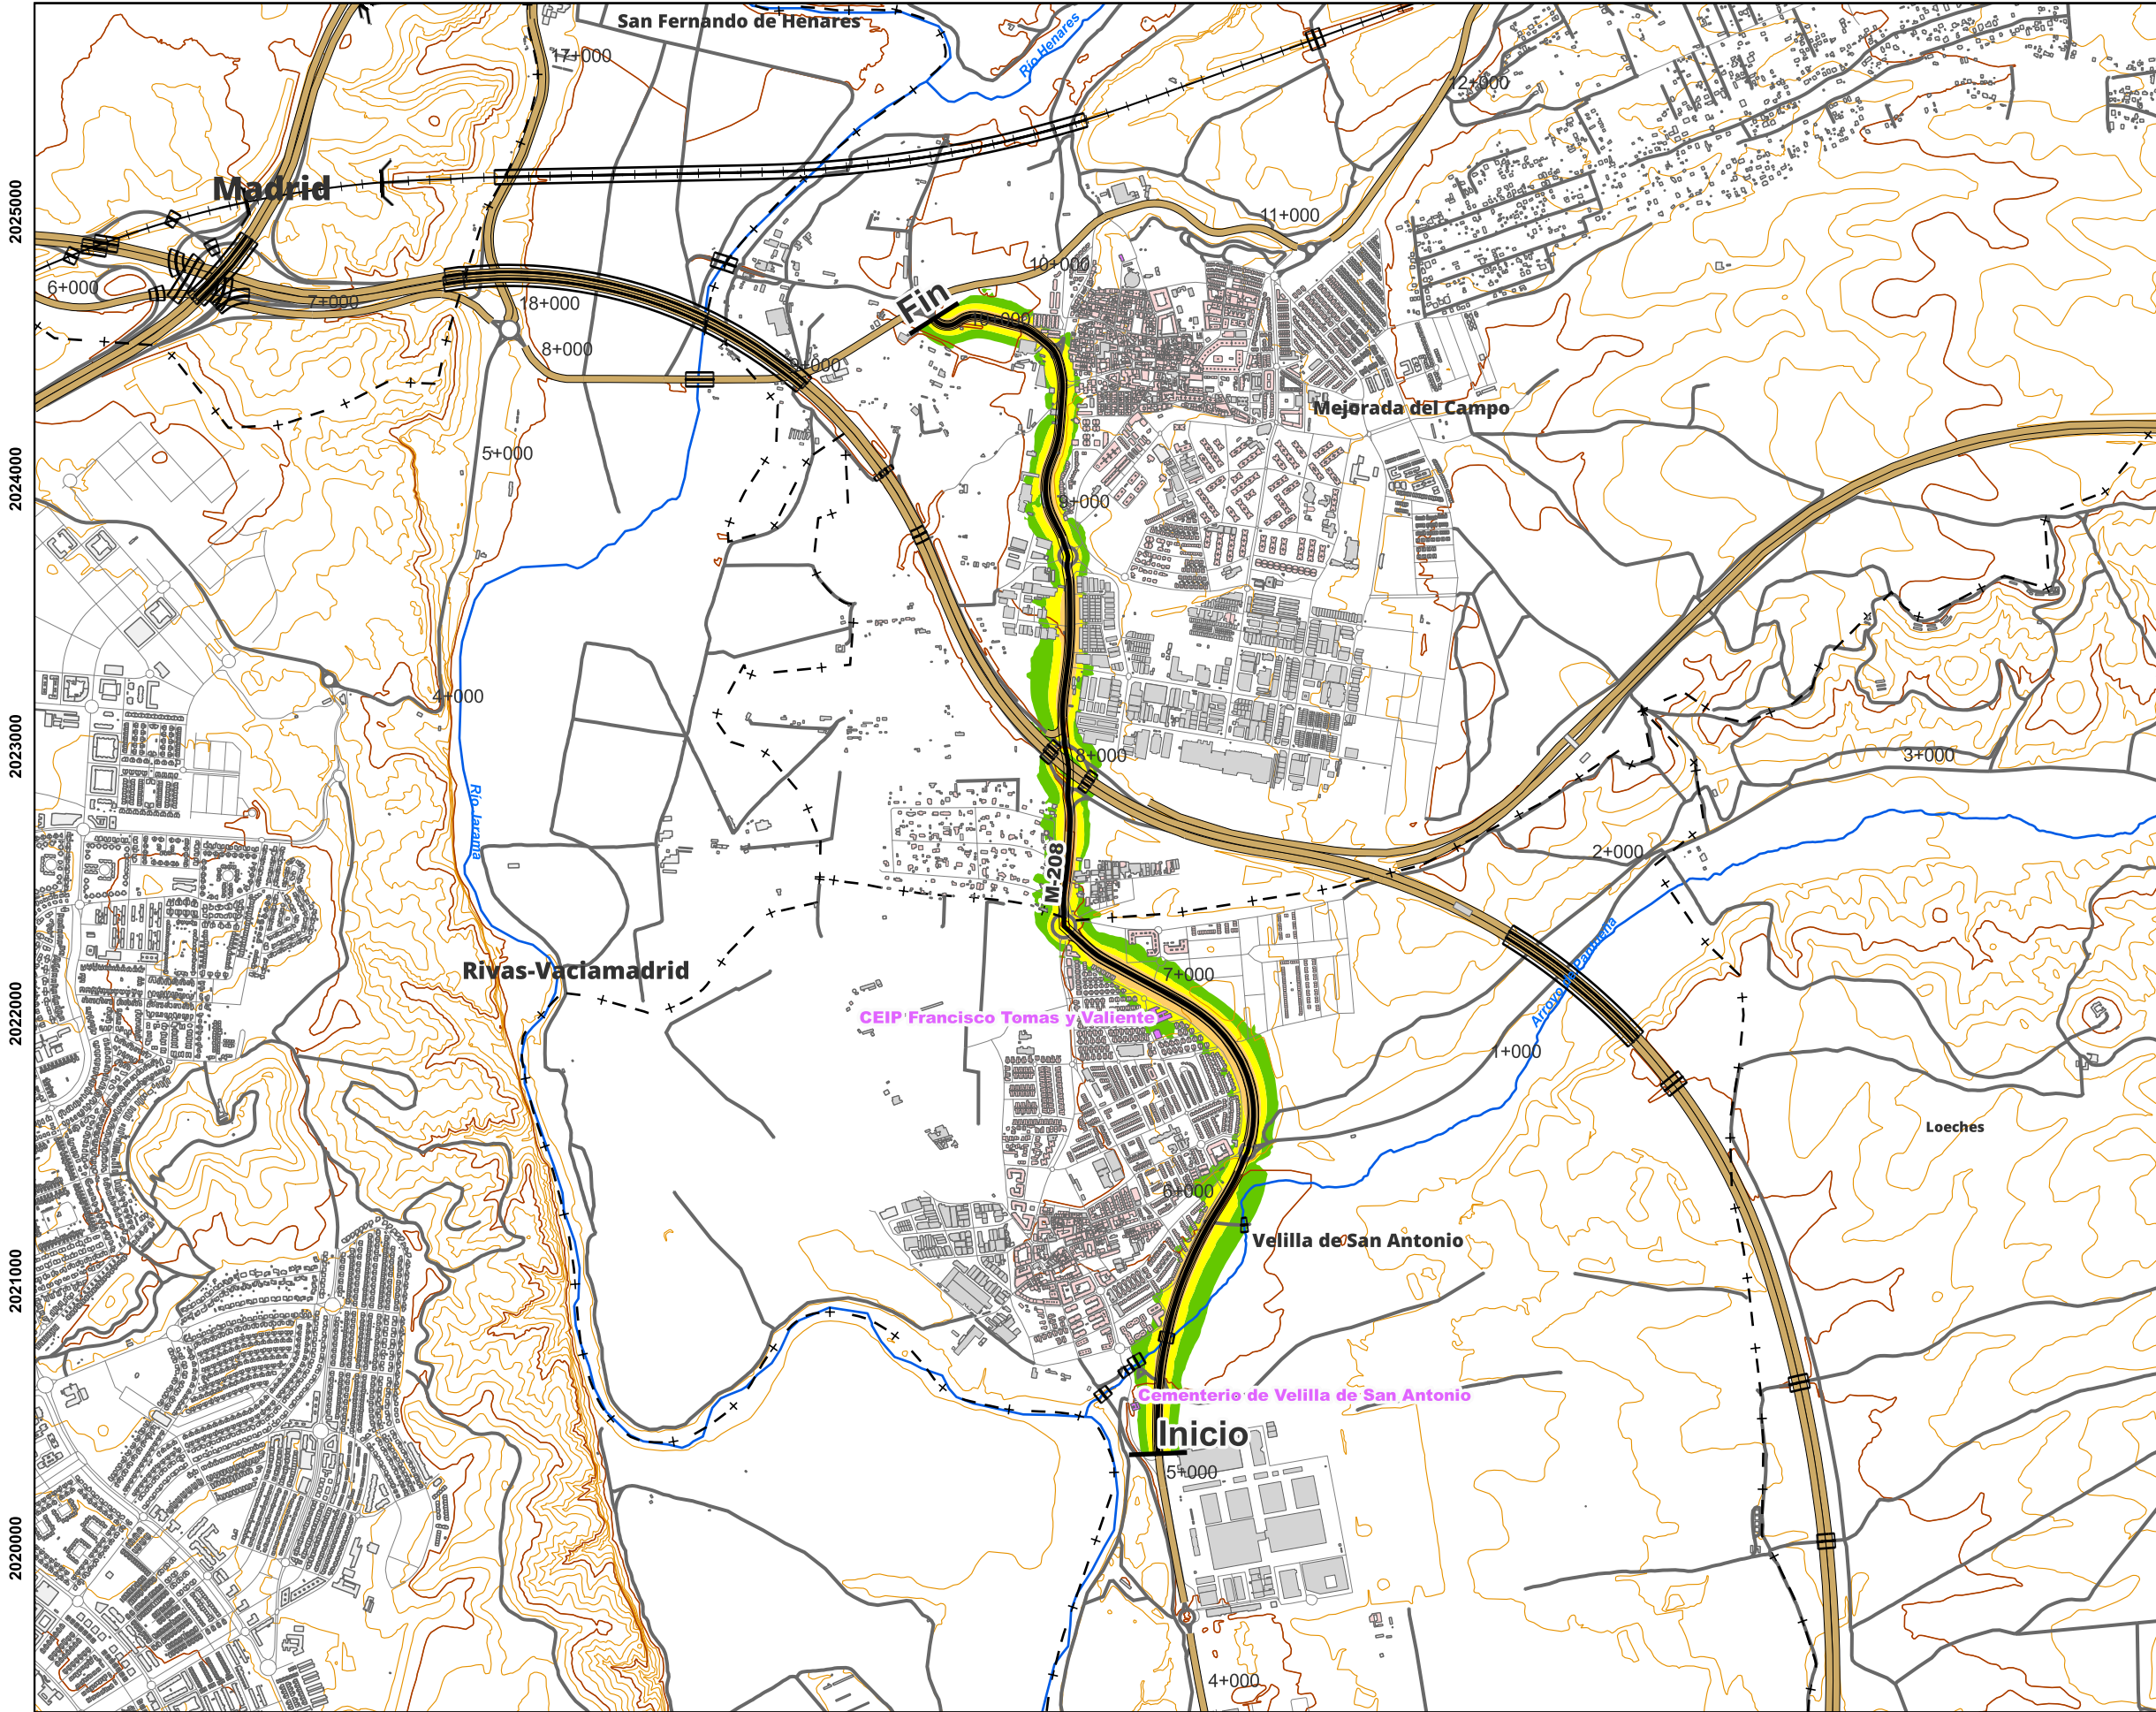 San Fernando de Henares
Río Henares
17+000
12+000
Madrid
2025000
11+000
10+000
6+000
7+000
18+000
Fin
10+000
8+000
9+000
Mejorada del Campo
5+000
2024000
9+000
4+000
2023000
8+000
3+000
Río Jarama
2+000
M-208
Rivas-Vaciamadrid
7+000
Arroyo de Pantueña
2022000
CEIP Francisco Tomas y Valiente
1+000
Loeches
6+000
Velilla de San Antonio
2021000
Cementerio de Velilla de San Antonio
Inicio
5+000
2020000
4+000